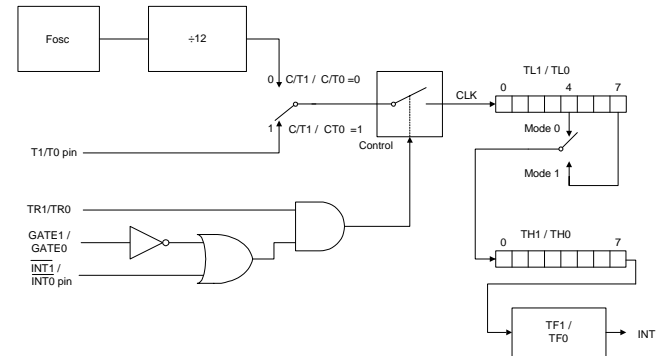 Fosc
÷12
0 C/T1 / C/T0 =0
1 C/T1 / CT0 =1
T1/T0 pin
Control
CLK
TL1 / TL0
0 4 7
Mode 0
Mode 1
TR1/TR0
GATE1 /
GATE0
INT1 /
INT0 pin
TH1 / TH0
0 7
TF1 /
TF0
INT